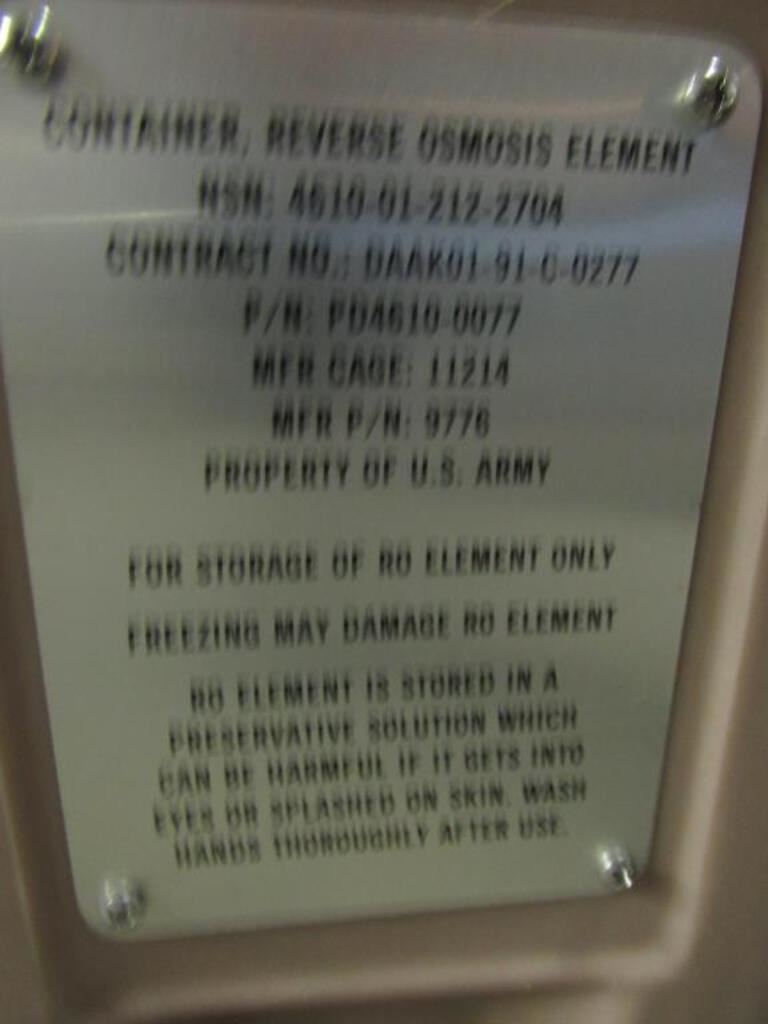 CONTAINER, REVERSE OSMOSIS ELEMENT
NSN: 4610-01-212-2704
CONTRACT NO.: DAAK01-91-C-0277
P/N: PD4610-0077
MFR CAGE: 11214
MFR P/N: 9776
PROPERTY OF U.S. ARMY
FOR STORAGE OF RO ELEMENT ONLY
FREEZING MAY DAMAGE RO ELEMENT
RO ELEMENT IS STORED IN A
PRESERVATIVE SOLUTION WHICH
CAN BE HARMFUL IF IT GETS INTO
EYES OR SPLASHED ON SKIN. WASH
HANDS THOROUGHLY AFTER USE.